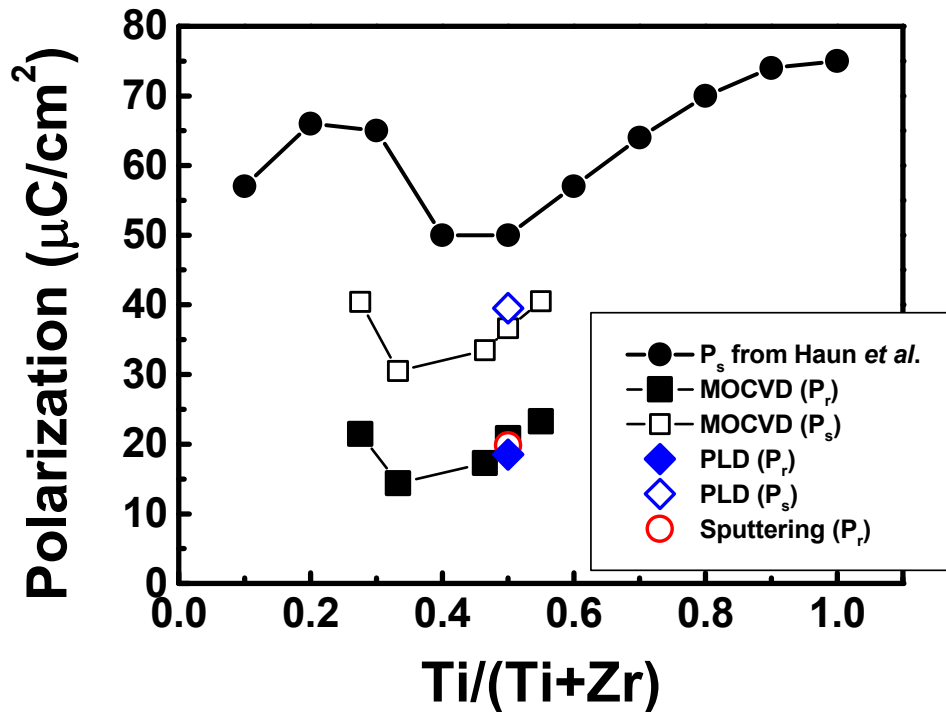 Polarization (μC/cm²)
80
70
60
50
40
30
20
10
0
0.0 0.2 0.4 0.6 0.8 1.0
Ti/(Ti+Zr)
Pₛ from Haun et al.
MOCVD (Pᵣ)
MOCVD (Pₛ)
PLD (Pᵣ)
PLD (Pₛ)
Sputtering (Pᵣ)